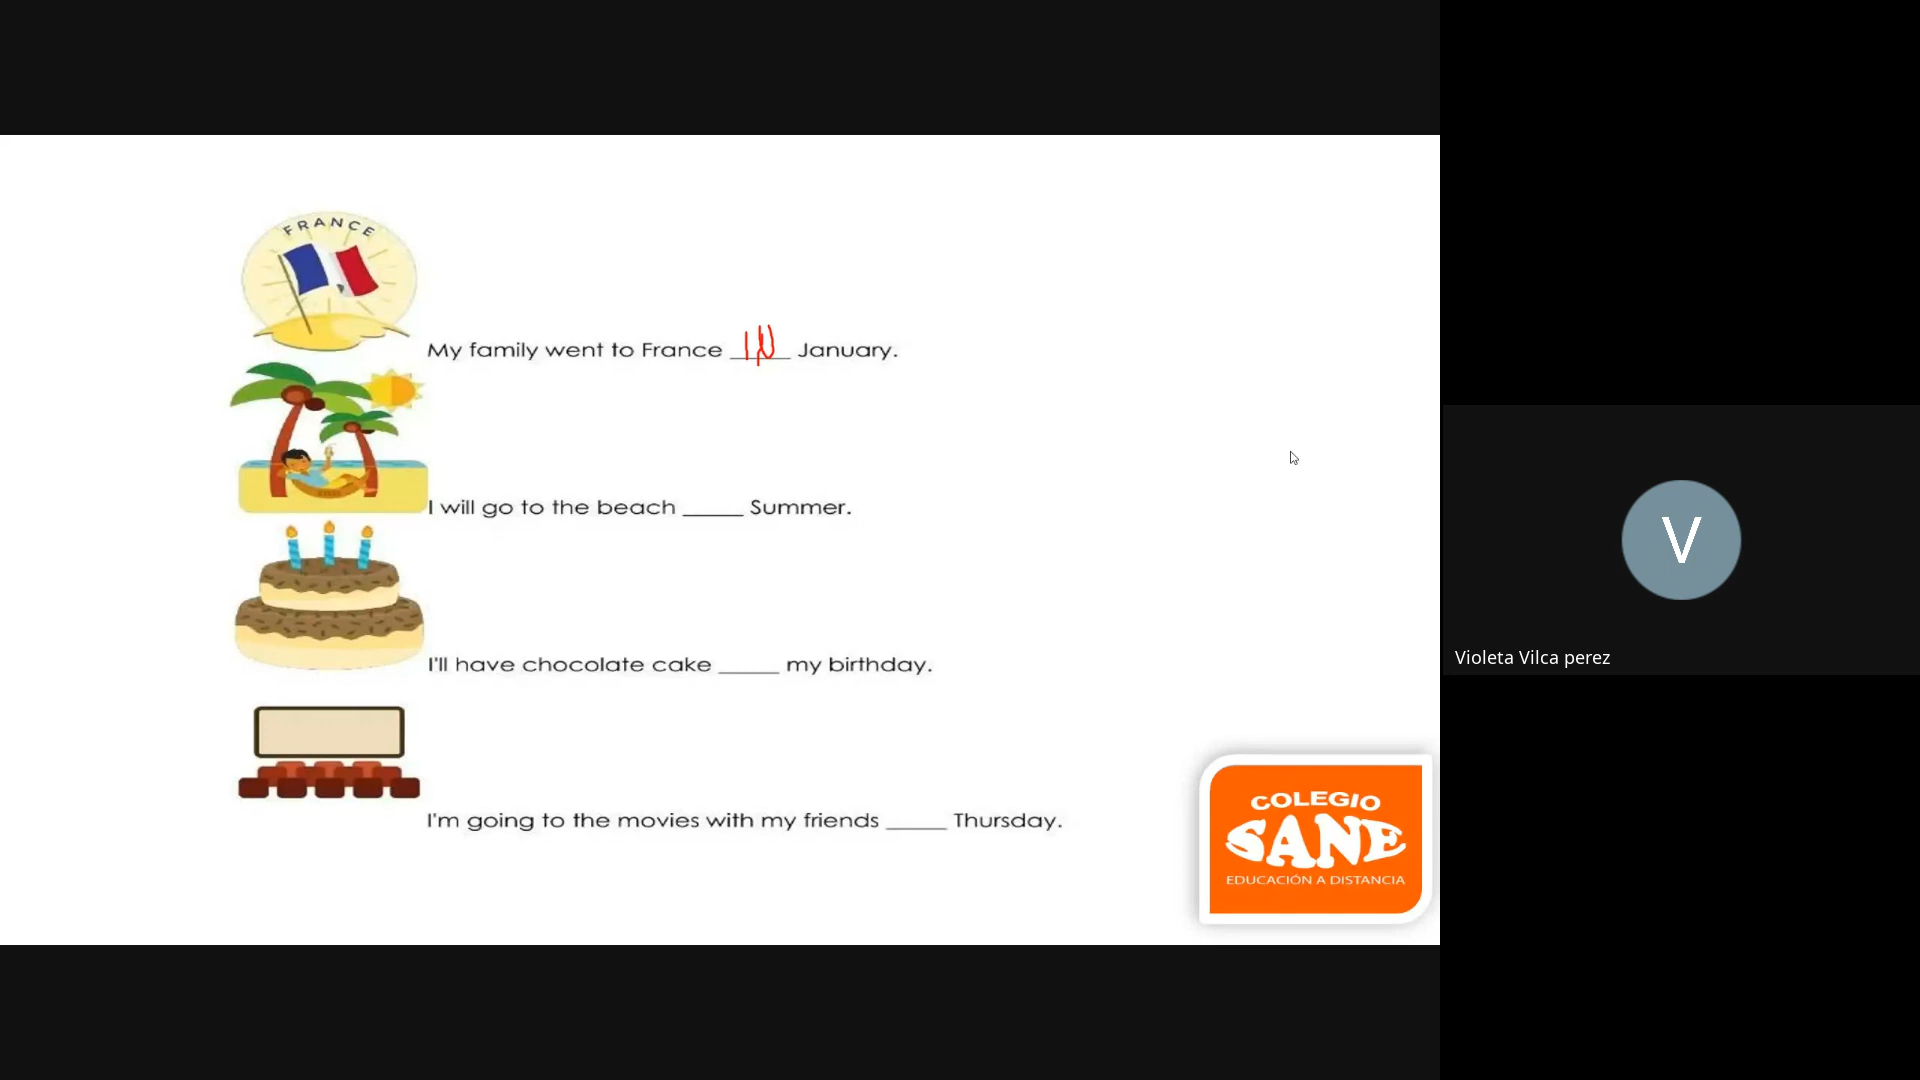 FRANCE
My family went to France IN January.
I will go to the beach _____ Summer.
I'll have chocolate cake _____ my birthday.
I'm going to the movies with my friends _____ Thursday.
COLEGIO
SANE
EDUCACIÓN A DISTANCIA
V
Violeta Vilca perez